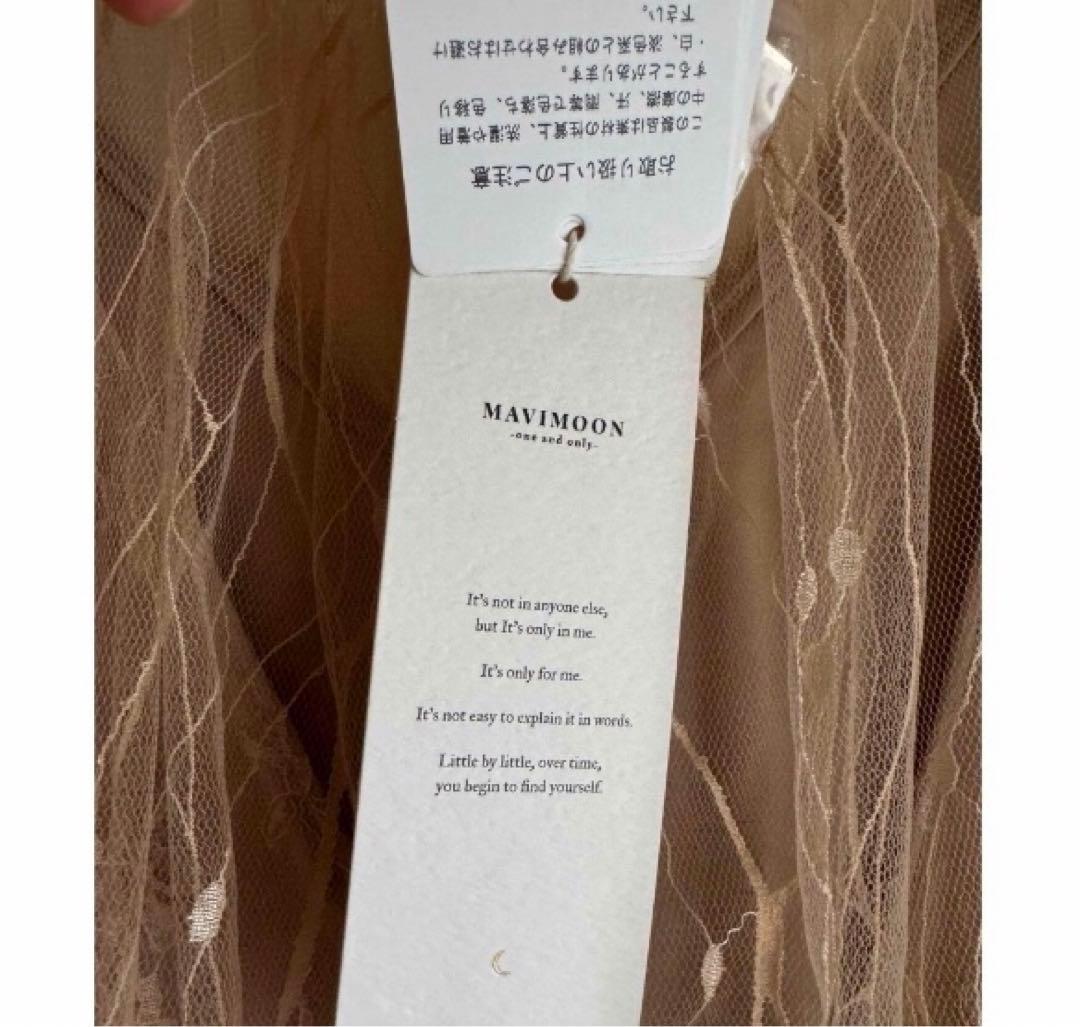 お取り扱い上のご注意
この製品は素材の性質上、洗濯や着用
中の摩擦、汗、雨等で色落ち、色移り
することがあります。
・白、淡色系との組み合わせはお避け
下さい。
MAVIMOON
-one and only-
It's not in anyone else,
but It's only in me.
It's only for me.
It's not easy to explain it in words.
Little by little, over time,
you begin to find yourself.